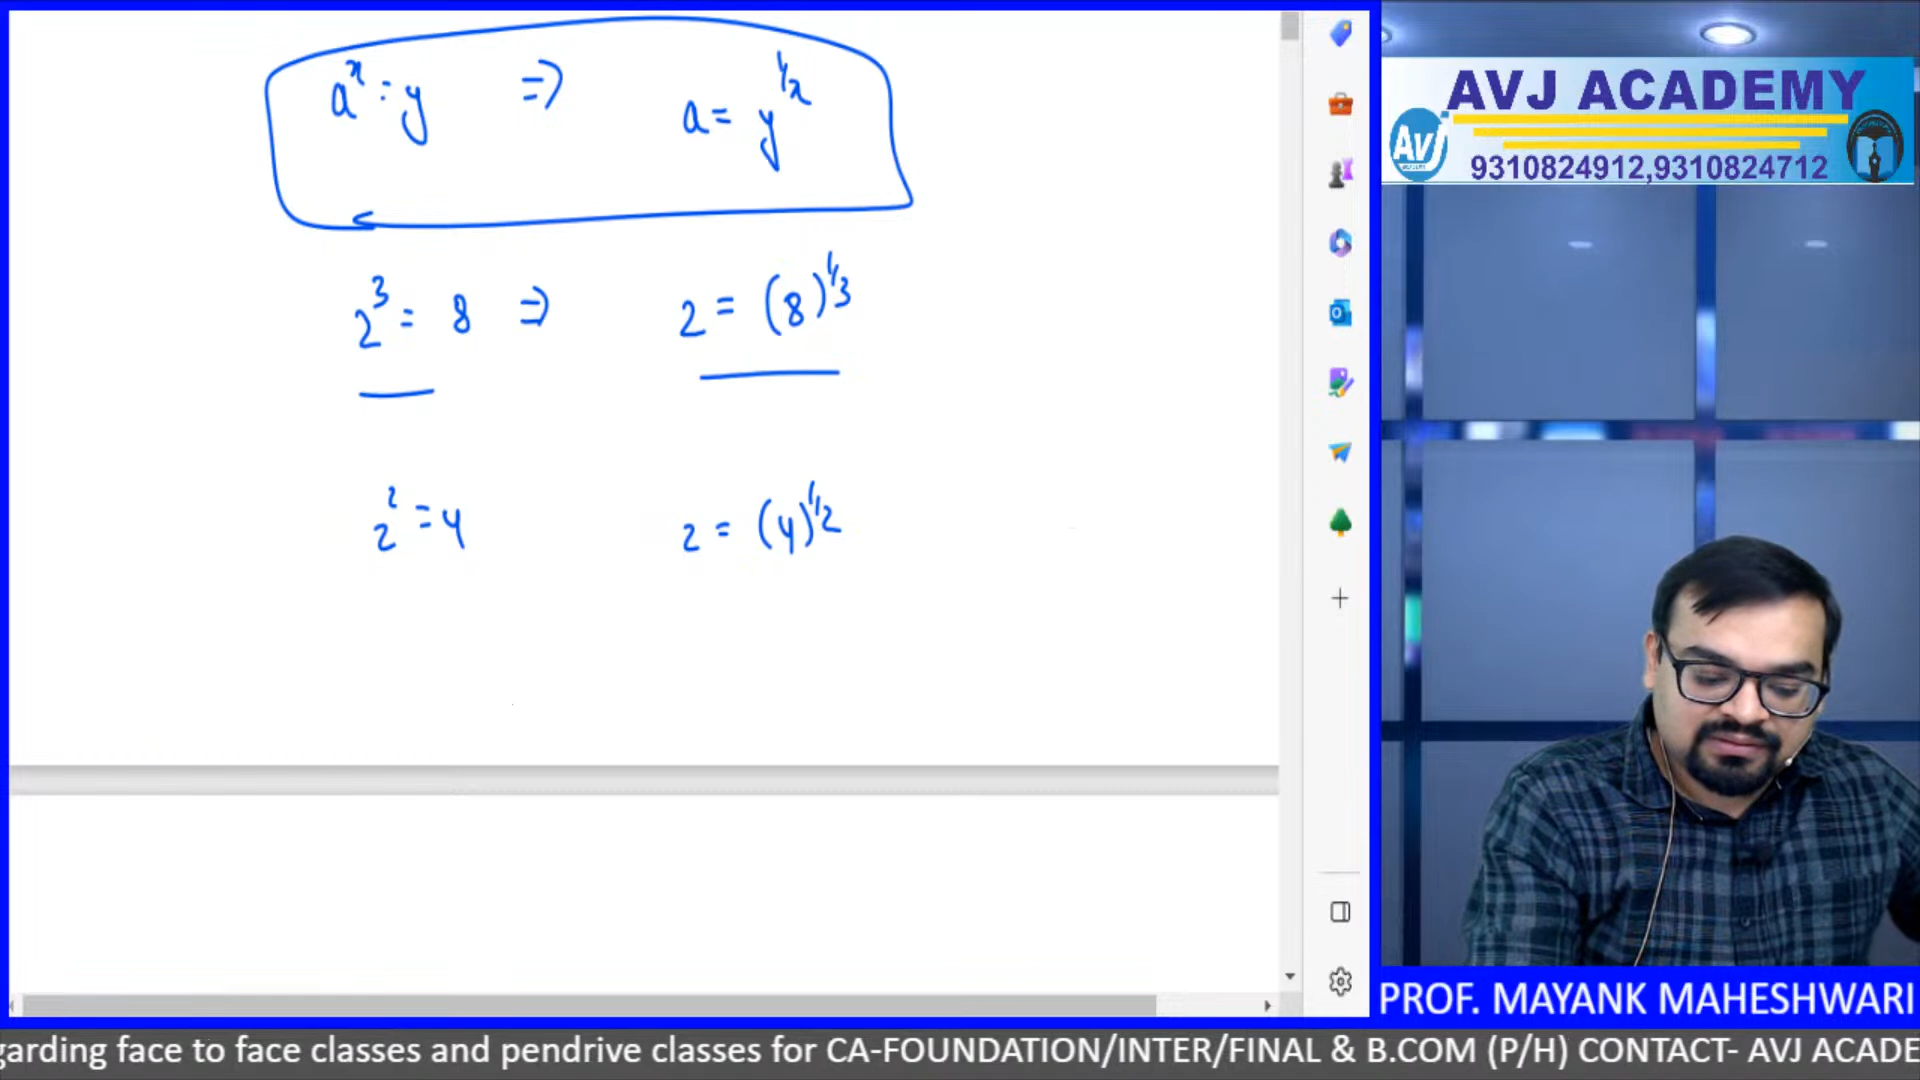 a^x = y ⇒ a = y^1/x
2^3 = 8 ⇒ 2 = (8)^1/3
2^2 = 4 2 = (4)^1/2
AVJ ACADEMY
AVJ
9310824912,9310824712
PROF. MAYANK MAHESHWARI
garding face to face classes and pendrive classes for CA-FOUNDATION/INTER/FINAL & B.COM (P/H) CONTACT- AVJ ACADE